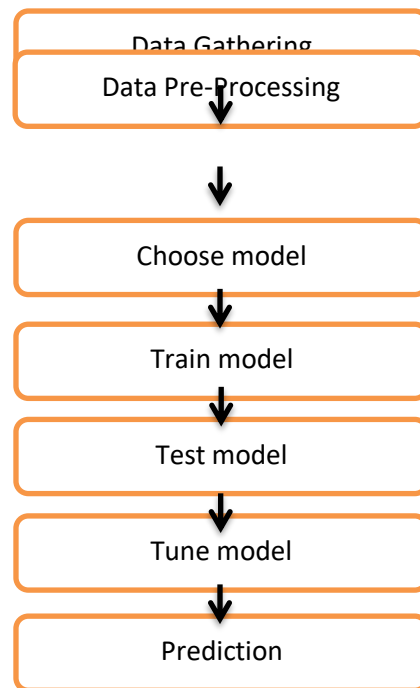 Data Gathering
Data Pre-Processing
Choose model
Train model
Test model
Tune model
Prediction